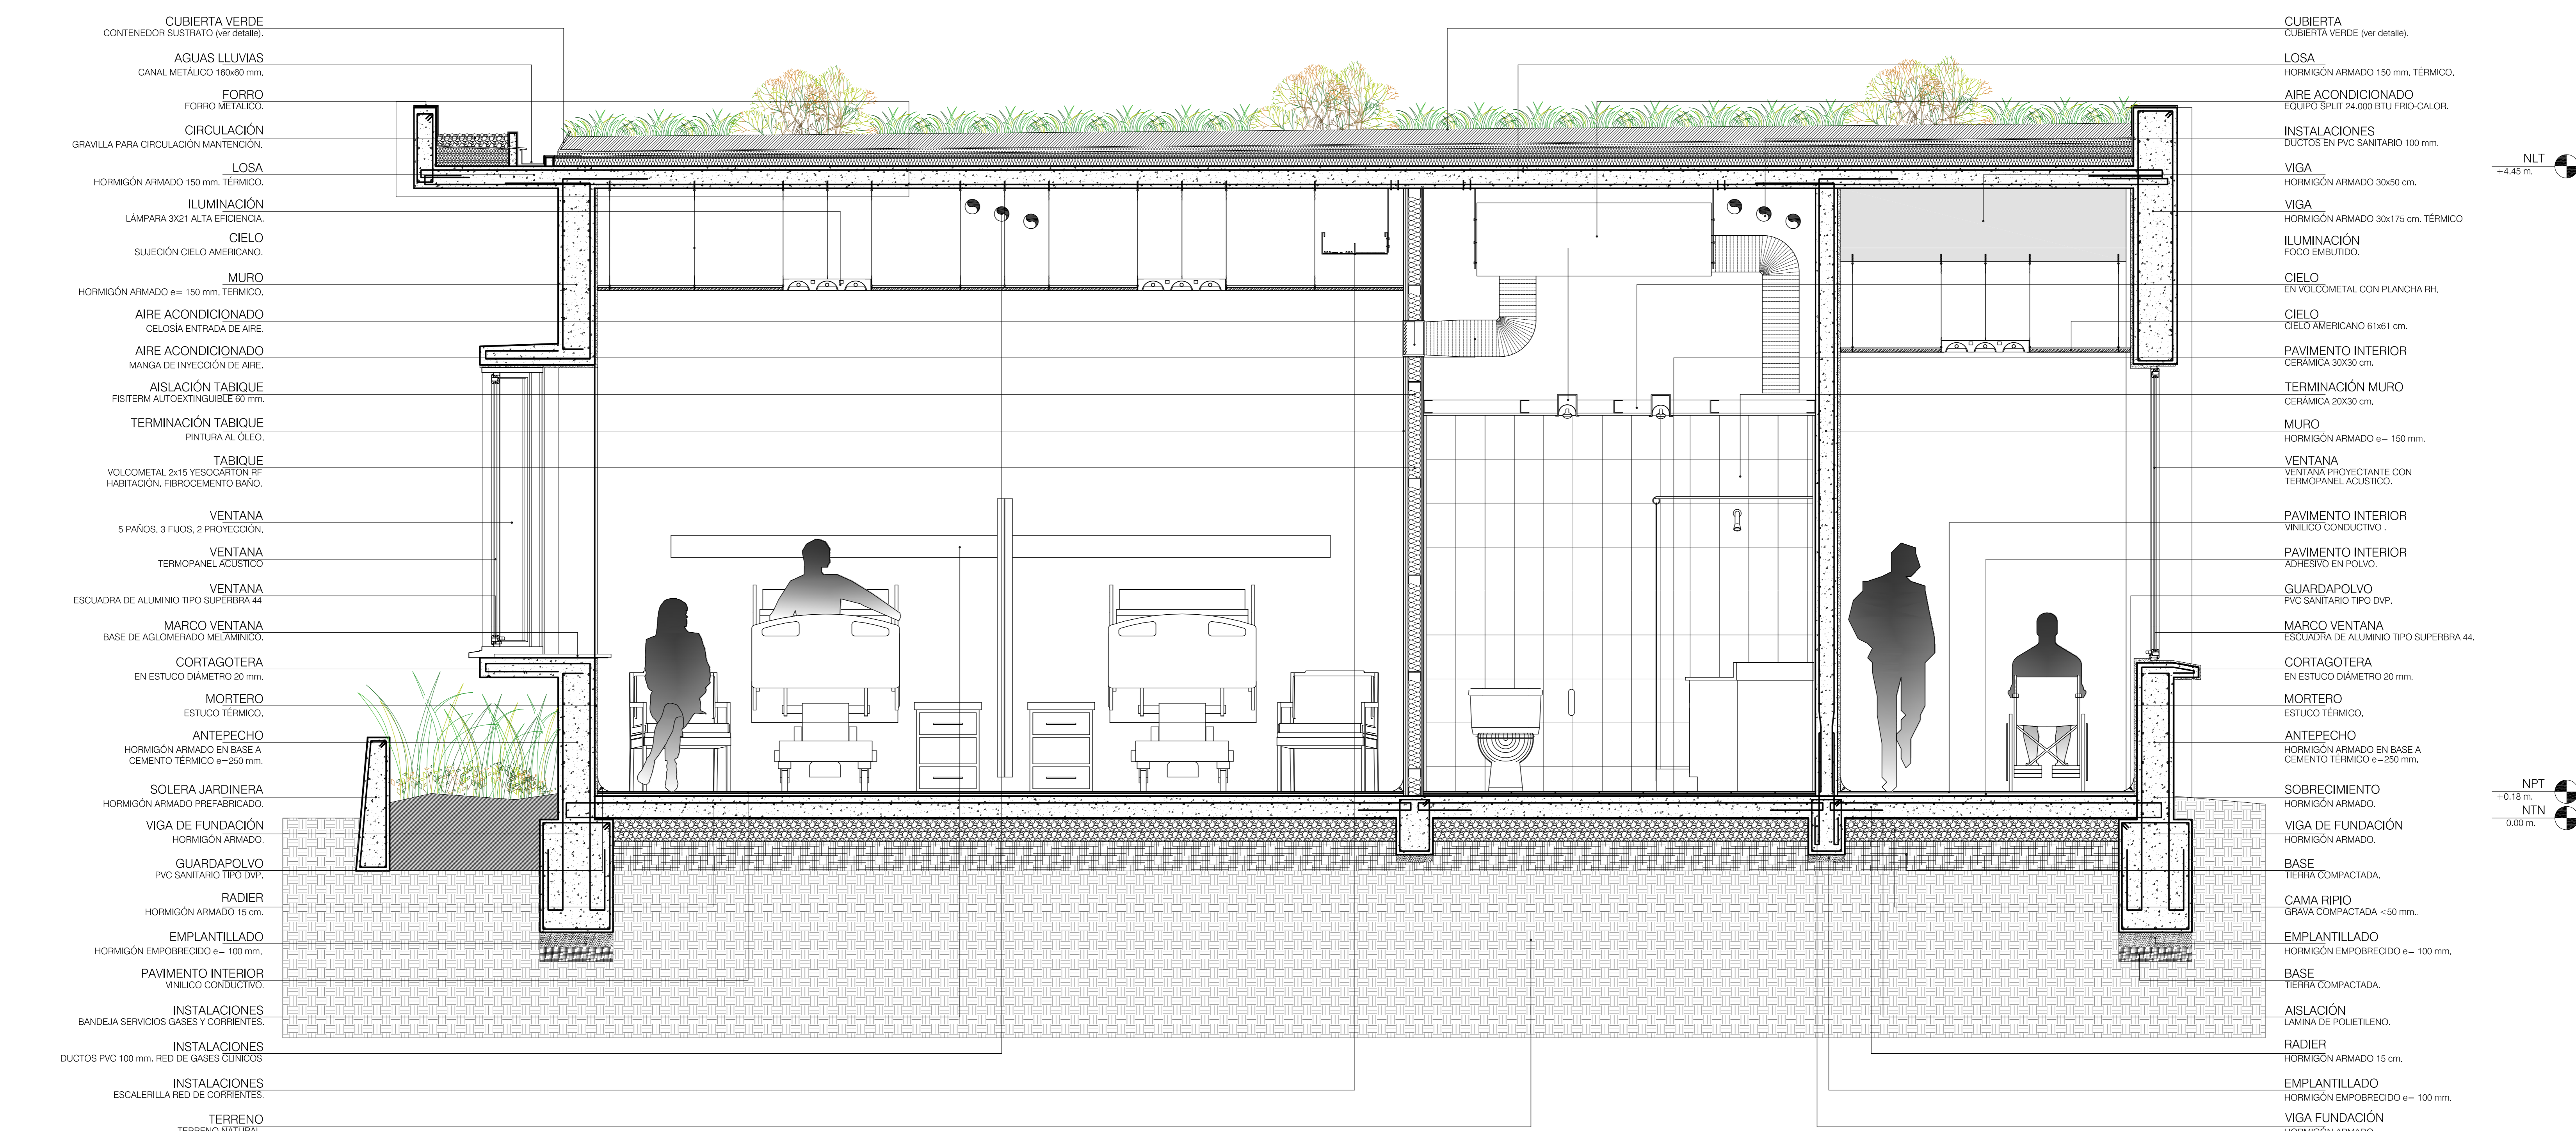 CUBIERTA VERDE
CONTENEDOR SUSTRATO (ver detalle).
AGUAS LLUVIAS
CANAL METÁLICO 160x60 mm.
FORRO
FORRO METALICO.
CIRCULACIÓN
GRAVILLA PARA CIRCULACIÓN MANTENCIÓN.
LOSA
HORMIGÓN ARMADO 150 mm. TÉRMICO.
ILUMINACIÓN
LÁMPARA 3X21 ALTA EFICIENCIA.
CIELO
SUJECIÓN CIELO AMERICANO.
MURO
HORMIGÓN ARMADO e= 150 mm. TERMICO.
AIRE ACONDICIONADO
CELOSÍA ENTRADA DE AIRE.
AIRE ACONDICIONADO
MANGA DE INYECCIÓN DE AIRE.
AISLACIÓN TABIQUE
FISITERM AUTOEXTINGUIBLE 60 mm.
TERMINACIÓN TABIQUE
PINTURA AL ÓLEO.
TABIQUE
VOLCOMETAL 2x15 YESOCARTON RF
HABITACIÓN. FIBROCEMENTO BAÑO.
VENTANA
5 PAÑOS. 3 FIJOS, 2 PROYECCIÓN.
VENTANA
TERMOPANEL ACUSTICO
VENTANA
ESCUADRA DE ALUMINIO TIPO SUPERBRA 44
MARCO VENTANA
BASE DE AGLOMERADO MELAMINICO.
CORTAGOTERA
EN ESTUCO DIÁMETRO 20 mm.
MORTERO
ESTUCO TÉRMICO.
ANTEPECHO
HORMIGÓN ARMADO EN BASE A
CEMENTO TÉRMICO e=250 mm.
SOLERA JARDINERA
HORMIGÓN ARMADO PREFABRICADO.
VIGA DE FUNDACIÓN
HORMIGÓN ARMADO.
GUARDAPOLVO
PVC SANITARIO TIPO DVP.
RADIER
HORMIGÓN ARMADO 15 cm.
EMPLANTILLADO
HORMIGÓN EMPOBRECIDO e= 100 mm.
PAVIMENTO INTERIOR
VINILICO CONDUCTIVO.
INSTALACIONES
BANDEJA SERVICIOS GASES Y CORRIENTES.
INSTALACIONES
DUCTOS PVC 100 mm. RED DE GASES CLINICOS
INSTALACIONES
ESCALERILLA RED DE CORRIENTES.
TERRENO
TERRENO NATURAL
CUBIERTA
CUBIERTA VERDE (ver detalle).
LOSA
HORMIGÓN ARMADO 150 mm. TÉRMICO.
AIRE ACONDICIONADO
EQUIPO SPLIT 24.000 BTU FRIO-CALOR.
INSTALACIONES
DUCTOS EN PVC SANITARIO 100 mm.
VIGA
HORMIGÓN ARMADO 30x50 cm.
VIGA
HORMIGÓN ARMADO 30x175 cm. TÉRMICO
ILUMINACIÓN
FOCO EMBUTIDO.
CIELO
EN VOLCOMETAL CON PLANCHA RH.
CIELO
CIELO AMERICANO 61x61 cm.
PAVIMENTO INTERIOR
CERÁMICA 30X30 cm.
TERMINACIÓN MURO
CERÁMICA 20X30 cm.
MURO
HORMIGÓN ARMADO e= 150 mm.
VENTANA
VENTANA PROYECTANTE CON
TERMOPANEL ACUSTICO.
PAVIMENTO INTERIOR
VINILICO CONDUCTIVO .
PAVIMENTO INTERIOR
ADHESIVO EN POLVO.
GUARDAPOLVO
PVC SANITARIO TIPO DVP.
MARCO VENTANA
ESCUADRA DE ALUMINIO TIPO SUPERBRA 44.
CORTAGOTERA
EN ESTUCO DIÁMETRO 20 mm.
MORTERO
ESTUCO TÉRMICO.
ANTEPECHO
HORMIGÓN ARMADO EN BASE A
CEMENTO TÉRMICO e=250 mm.
SOBRECIMIENTO
HORMIGÓN ARMADO.
VIGA DE FUNDACIÓN
HORMIGÓN ARMADO.
BASE
TIERRA COMPACTADA.
CAMA RIPIO
GRAVA COMPACTADA <50 mm..
EMPLANTILLADO
HORMIGÓN EMPOBRECIDO e= 100 mm.
BASE
TIERRA COMPACTADA.
AISLACIÓN
LAMINA DE POLIETILENO.
RADIER
HORMIGÓN ARMADO 15 cm.
EMPLANTILLADO
HORMIGÓN EMPOBRECIDO e= 100 mm.
VIGA FUNDACIÓN
HORMIGÓN ARMADO
NLT
+4.45 m.
NPT
+0.18 m.
NTN
0.00 m.